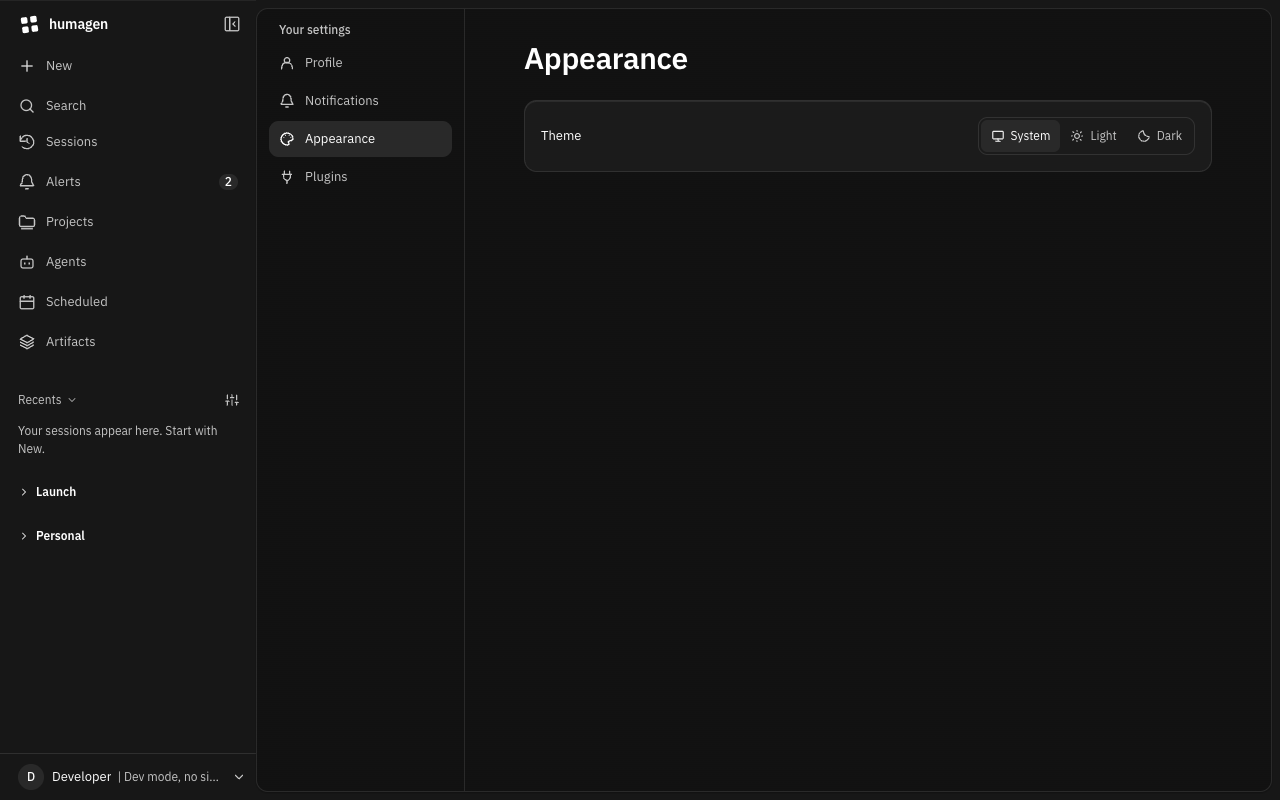 humagen
New
Search
Sessions
Alerts 2
Projects
Agents
Scheduled
Artifacts
Recents
Your sessions appear here. Start with
New.
Launch
Personal
D Developer | Dev mode, no si...
Your settings
Profile
Notifications
Appearance
Plugins
Appearance
Theme System Light Dark